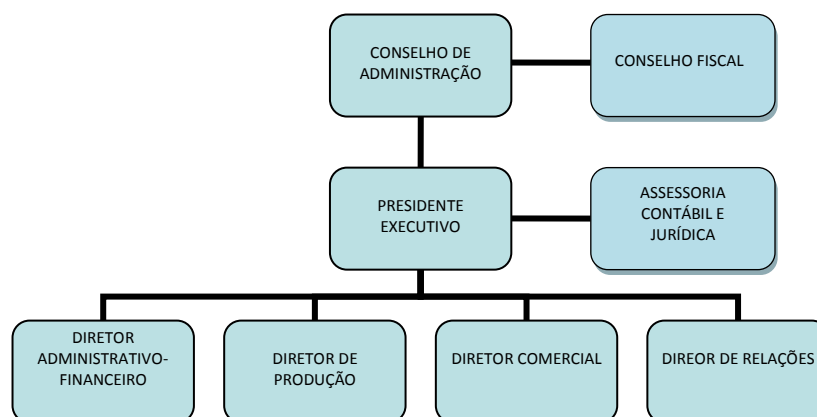 CONSELHO DE
ADMINISTRAÇÃO
CONSELHO FISCAL
PRESIDENTE
EXECUTIVO
ASSESSORIA
CONTÁBIL E
JURÍDICA
DIRETOR
ADMINISTRATIVO-
FINANCEIRO
DIRETOR DE
PRODUÇÃO
DIRETOR COMERCIAL
DIREOR DE RELAÇÕES